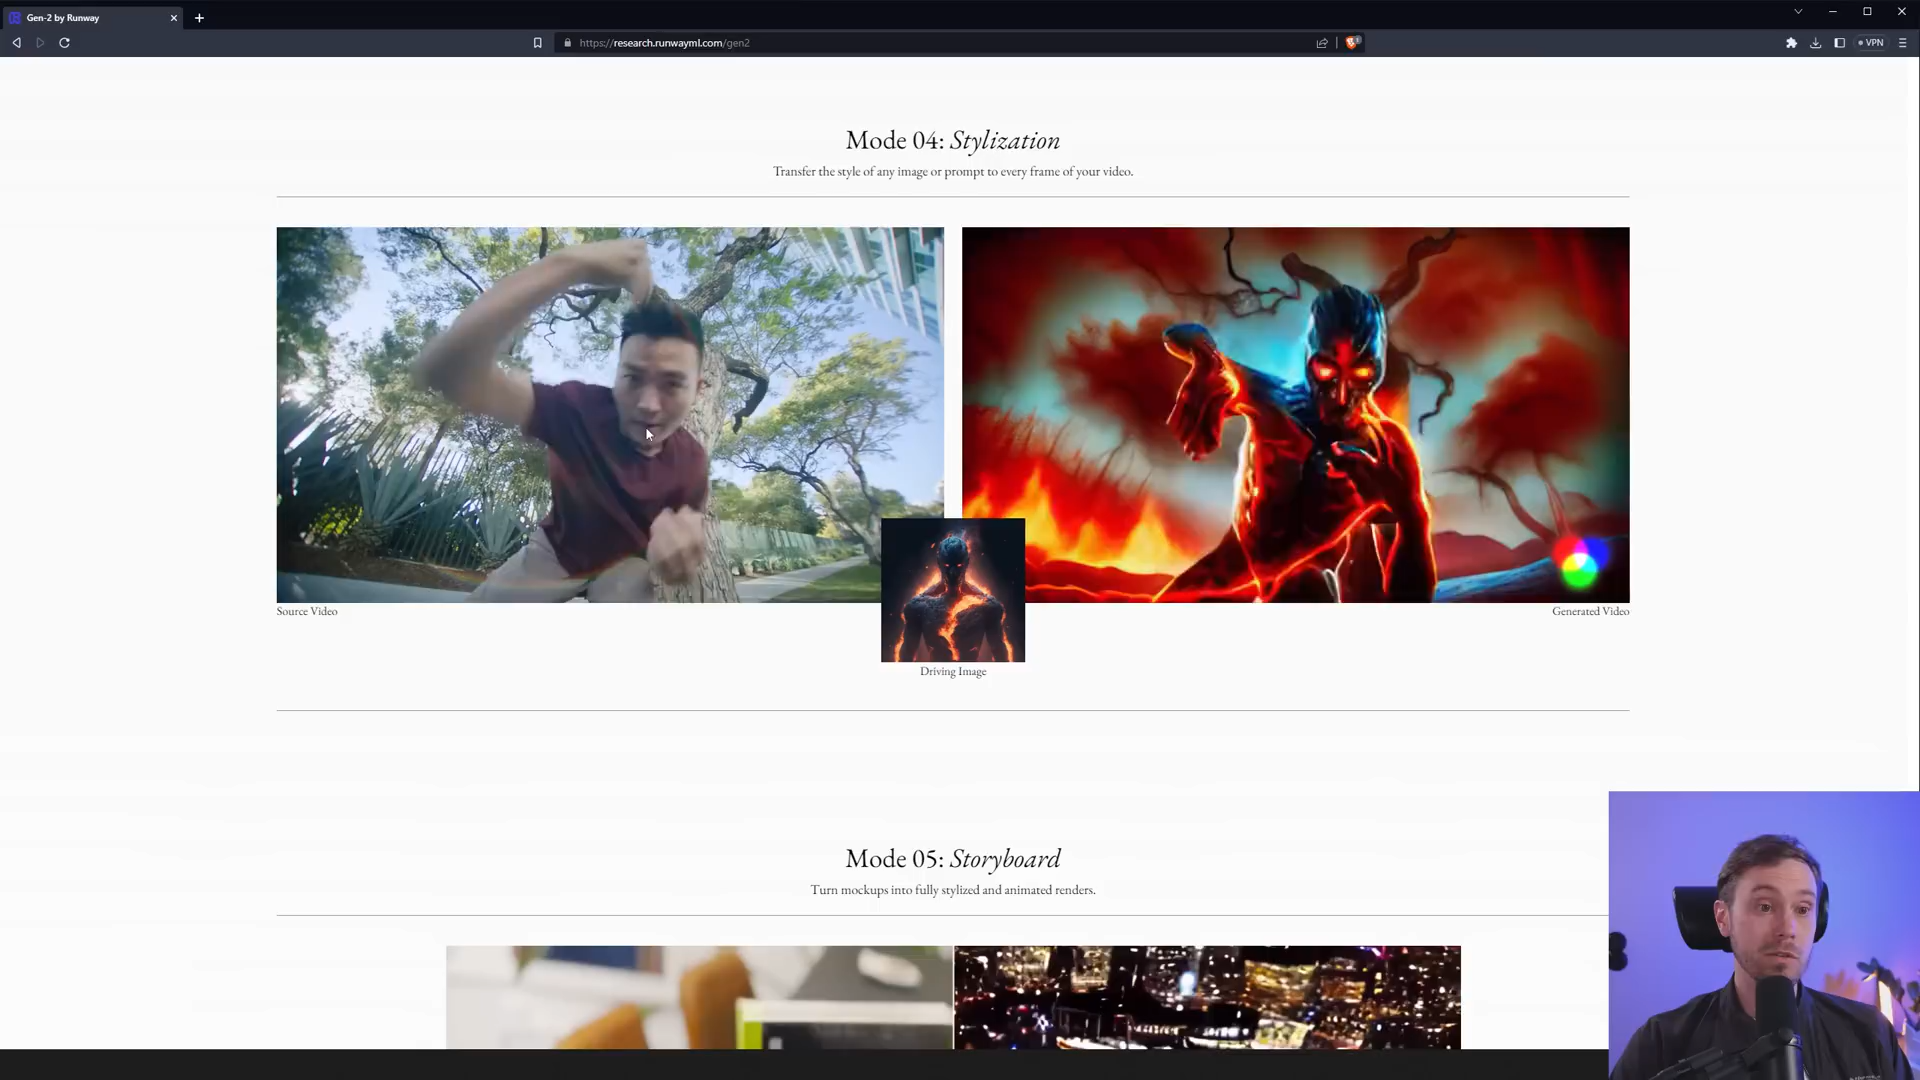 Gen-2 by Runway
https://research.runwayml.com/gen2
1
VPN
Mode 04: Stylization
Transfer the style of any image or prompt to every frame of your video.
Source Video
Generated Video
Driving Image
Mode 05: Storyboard
Turn mockups into fully stylized and animated renders.